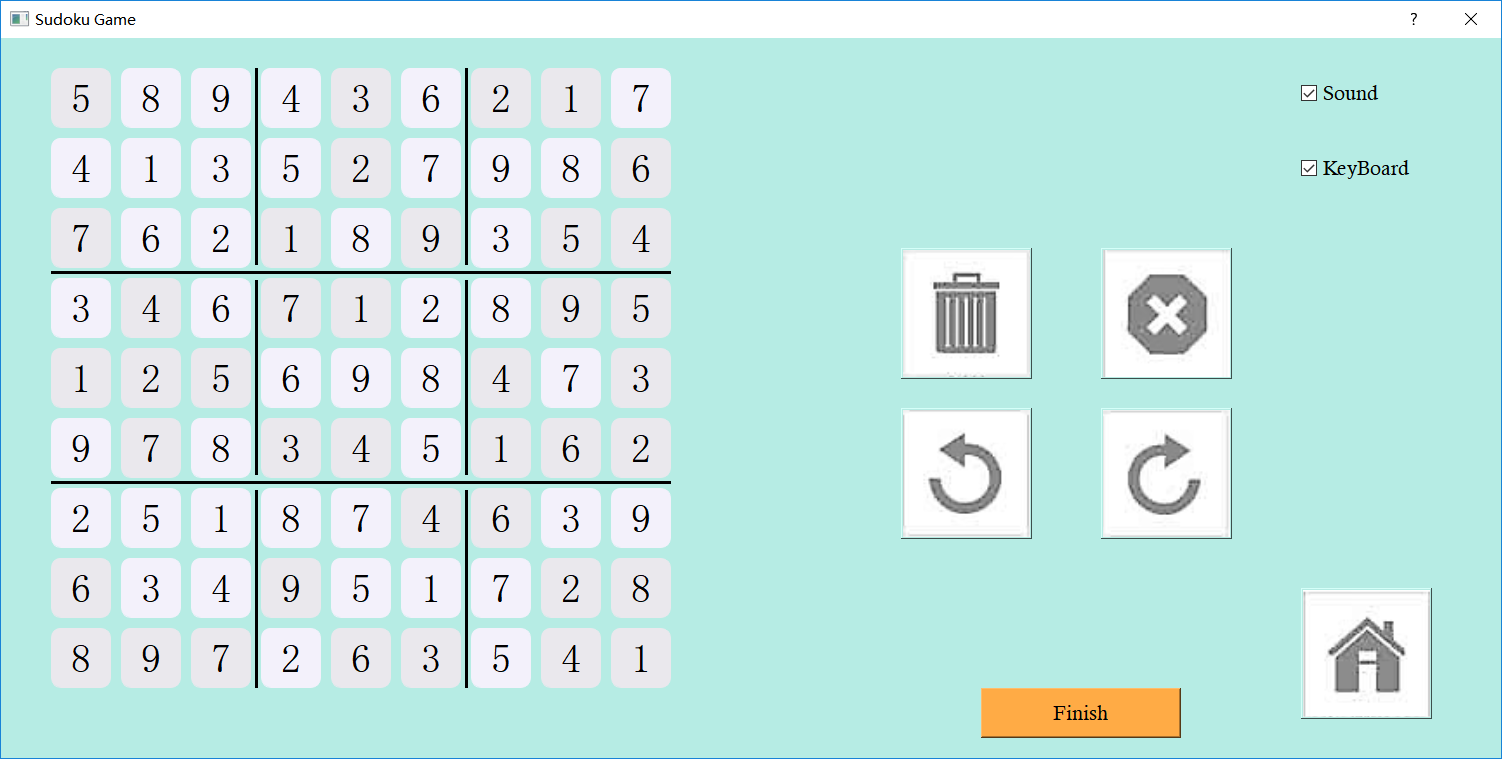 Sudoku Game
?
5 8 9 4 3 6 2 1 7
Sound
4 1 3 5 2 7 9 8 6
KeyBoard
7 6 2 1 8 9 3 5 4
3 4 6 7 1 2 8 9 5
1 2 5 6 9 8 4 7 3
9 7 8 3 4 5 1 6 2
2 5 1 8 7 4 6 3 9
6 3 4 9 5 1 7 2 8
8 9 7 2 6 3 5 4 1
Finish